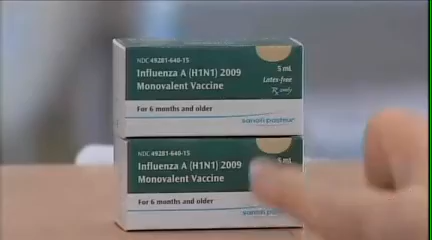 NDC 49281-640-15
5 mL
Influenza A (H1N1) 2009
Latex-free
Monovalent Vaccine
Rx only
For 6 months and older
sanofi pasteur
NDC 49281-640-15
5 mL
Influenza A (H1N1) 2009
Monovalent Vaccine
For 6 months and older
sanofi pasteur